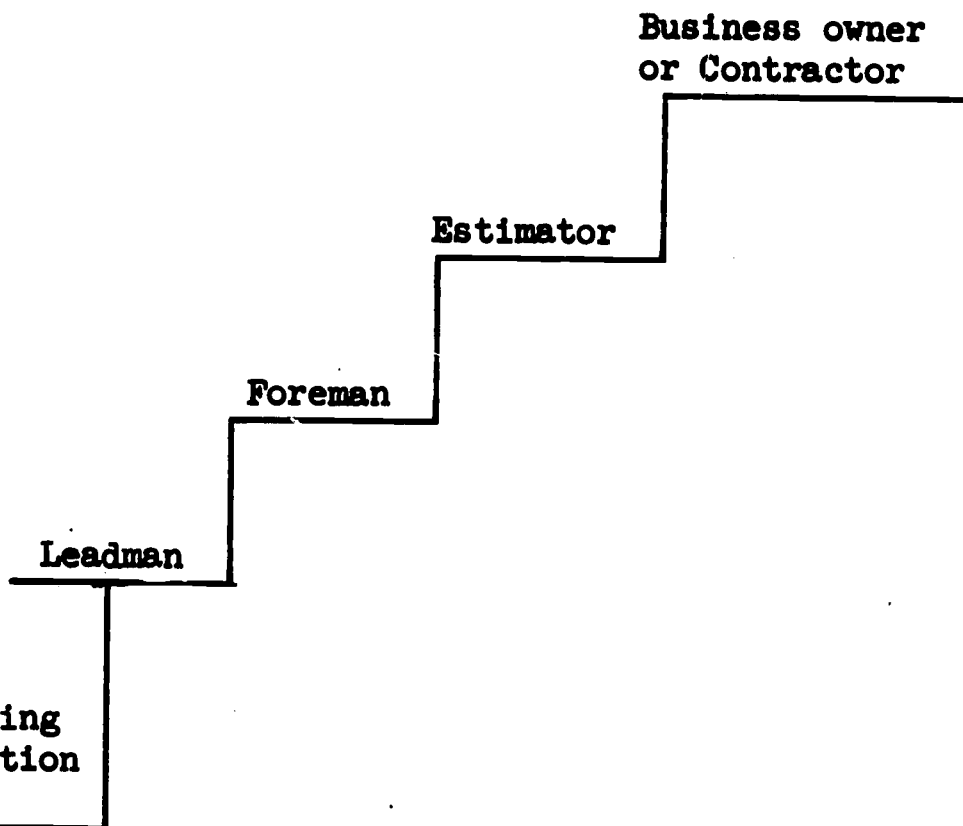 Business owner
or Contractor
Estimator
Foreman
Leadman
ing
tion